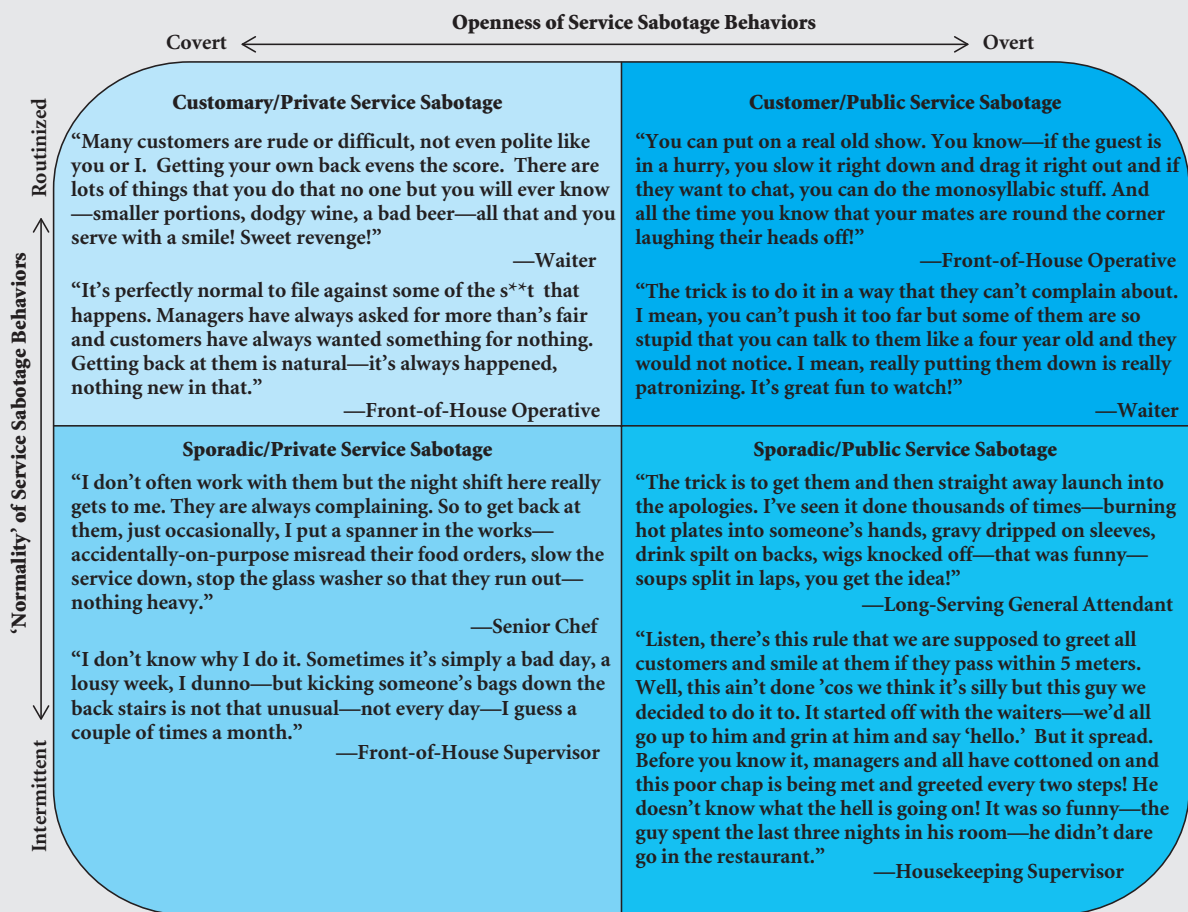 Openness of Service Sabotage Behaviors
Covert
Overt
'Normality' of Service Sabotage Behaviors
Routinized
Intermittent
Customary/Private Service Sabotage
“Many customers are rude or difficult, not even polite like
you or I. Getting your own back evens the score. There are
lots of things that you do that no one but you will ever know
—smaller portions, dodgy wine, a bad beer—all that and you
serve with a smile! Sweet revenge!”
—Waiter
“It's perfectly normal to file against some of the s**t that
happens. Managers have always asked for more than's fair
and customers have always wanted something for nothing.
Getting back at them is natural—it's always happened,
nothing new in that.”
—Front-of-House Operative
Customer/Public Service Sabotage
“You can put on a real old show. You know—if the guest is
in a hurry, you slow it right down and drag it right out and if
they want to chat, you can do the monosyllabic stuff. And
all the time you know that your mates are round the corner
laughing their heads off!”
—Front-of-House Operative
“The trick is to do it in a way that they can't complain about.
I mean, you can't push it too far but some of them are so
stupid that you can talk to them like a four year old and they
would not notice. I mean, really putting them down is really
patronizing. It's great fun to watch!”
—Waiter
Sporadic/Private Service Sabotage
“I don't often work with them but the night shift here really
gets to me. They are always complaining. So to get back at
them, just occasionally, I put a spanner in the works—
accidentally-on-purpose misread their food orders, slow the
service down, stop the glass washer so that they run out—
nothing heavy.”
—Senior Chef
“I don't know why I do it. Sometimes it's simply a bad day, a
lousy week, I dunno—but kicking someone's bags down the
back stairs is not that unusual—not every day—I guess a
couple of times a month.”
—Front-of-House Supervisor
Sporadic/Public Service Sabotage
“The trick is to get them and then straight away launch into
the apologies. I've seen it done thousands of times—burning
hot plates into someone's hands, gravy dripped on sleeves,
drink spilt on backs, wigs knocked off—that was funny—
soups split in laps, you get the idea!”
—Long-Serving General Attendant
“Listen, there's this rule that we are supposed to greet all
customers and smile at them if they pass within 5 meters.
Well, this ain't done 'cos we think it's silly but this guy we
decided to do it to. It started off with the waiters—we'd all
go up to him and grin at him and say 'hello.' But it spread.
Before you know it, managers and all have cottoned on and
this poor chap is being met and greeted every two steps! He
doesn't know what the hell is going on! It was so funny—the
guy spent the last three nights in his room—he didn't dare
go in the restaurant.”
—Housekeeping Supervisor